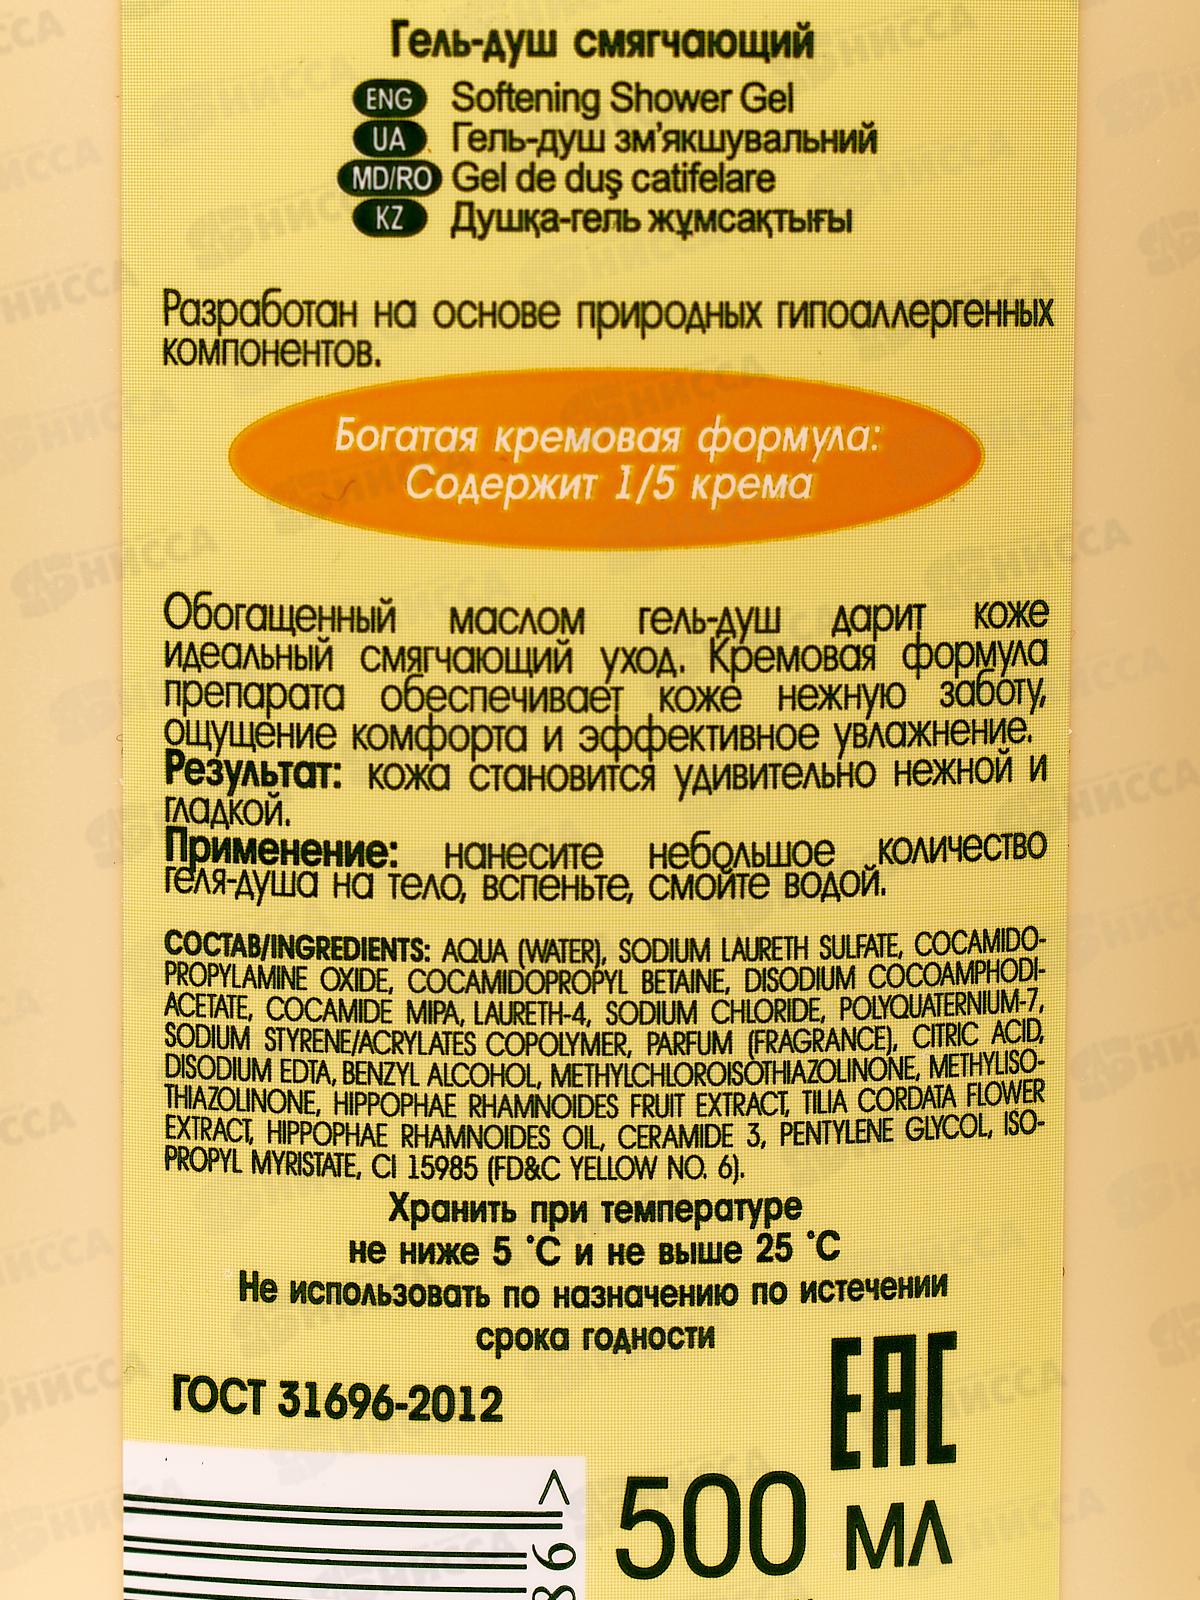 Гель-душ смягчающий
ENG Softening Shower Gel
UA Гель-душ зм'якшувальний
MD/RO Gel de duş catifelare
KZ Душқа-гель жұмсақтығы
Разработан на основе природных гипоаллергенных
компонентов.
Богатая кремовая формула:
Содержит 1/5 крема
Обогащенный маслом гель-душ дарит коже
идеальный смягчающий уход. Кремовая формула
препарата обеспечивает коже нежную заботу,
ощущение комфорта и эффективное увлажнение.
Результат: кожа становится удивительно нежной и
гладкой.
Применение: нанесите небольшое количество
геля-душа на тело, вспеньте, смойте водой.
СОСТАВ/INGREDIENTS: AQUA (WATER), SODIUM LAURETH SULFATE, COCAMIDO-
PROPYLAMINE OXIDE, COCAMIDOPROPYL BETAINE, DISODIUM COCOAMPHODI-
ACETATE, COCAMIDE MIPA, LAURETH-4, SODIUM CHLORIDE, POLYQUATERNIUM-7,
SODIUM STYRENE/ACRYLATES COPOLYMER, PARFUM (FRAGRANCE), CITRIC ACID,
DISODIUM EDTA, BENZYL ALCOHOL, METHYLCHLOROISOTHIAZOLINONE, METHYLISO-
THIAZOLINONE, HIPPOPHAE RHAMNOIDES FRUIT EXTRACT, TILIA CORDATA FLOWER
EXTRACT, HIPPOPHAE RHAMNOIDES OIL, CERAMIDE 3, PENTYLENE GLYCOL, ISO-
PROPYL MYRISTATE, CI 15985 (FD&C YELLOW NO. 6).
Хранить при температуре
не ниже 5 °С и не выше 25 °С
Не использовать по назначению по истечении
срока годности
ГОСТ 31696-2012
EAC
500 мл